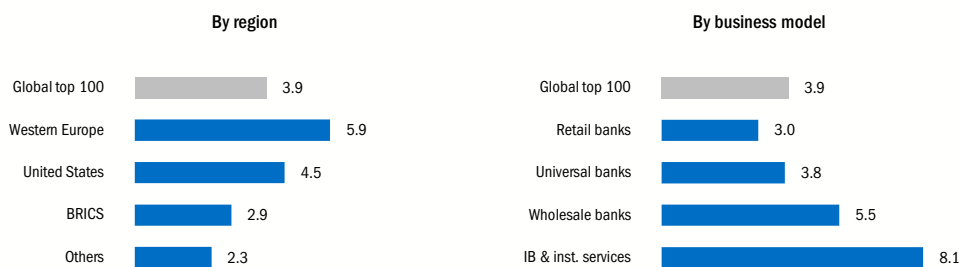 By region
Global top 100 3.9
Western Europe 5.9
United States 4.5
BRICS 2.9
Others 2.3
By business model
Global top 100 3.9
Retail banks 3.0
Universal banks 3.8
Wholesale banks 5.5
IB & inst. services 8.1